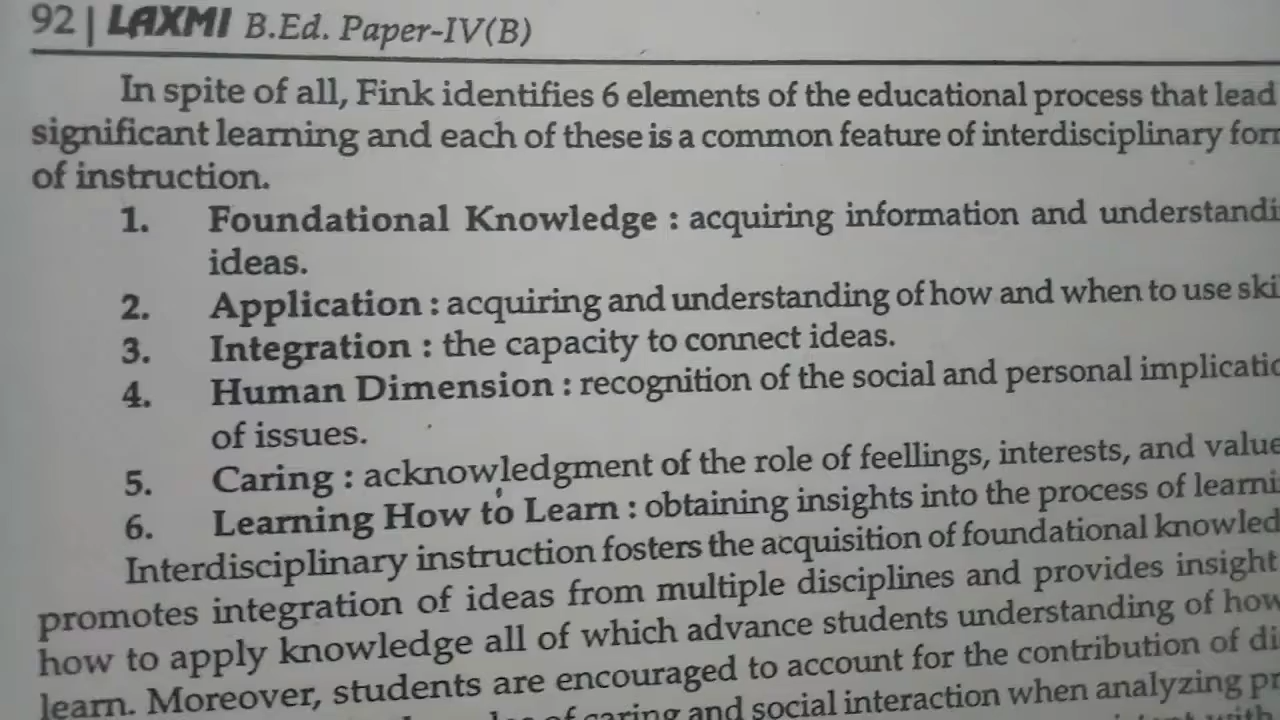 92 | LAXMI B.Ed. Paper-IV(B)
In spite of all, Fink identifies 6 elements of the educational process that lead
significant learning and each of these is a common feature of interdisciplinary
of instruction.
1. Foundational Knowledge : acquiring information and understandi
ideas.
2. Application : acquiring and understanding of how and when to use ski
3. Integration : the capacity to connect ideas.
4. Human Dimension : recognition of the social and personal implicatio
of issues.
5. Caring : acknowledgment of the role of feellings, interests, and value
6. Learning How to Learn : obtaining insights into the process of learni
Interdisciplinary instruction fosters the acquisition of foundational knowled
promotes integration of ideas from multiple disciplines and provides insight
how to apply knowledge all of which advance students understanding of how
learn. Moreover, students are encouraged to account for the contribution of di
of caring and social interaction when analyzing pr